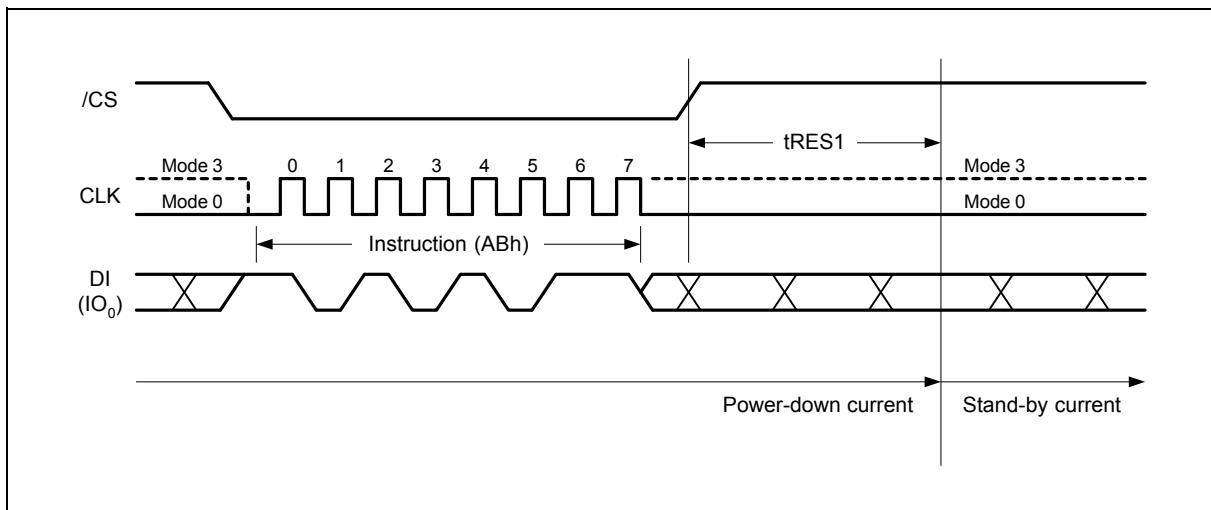 /CS
tRES1
Mode 3 0 1 2 3 4 5 6 7 Mode 3
CLK
Mode 0 Mode 0
Instruction (ABh)
DI
(IO₀)
Power-down current Stand-by current